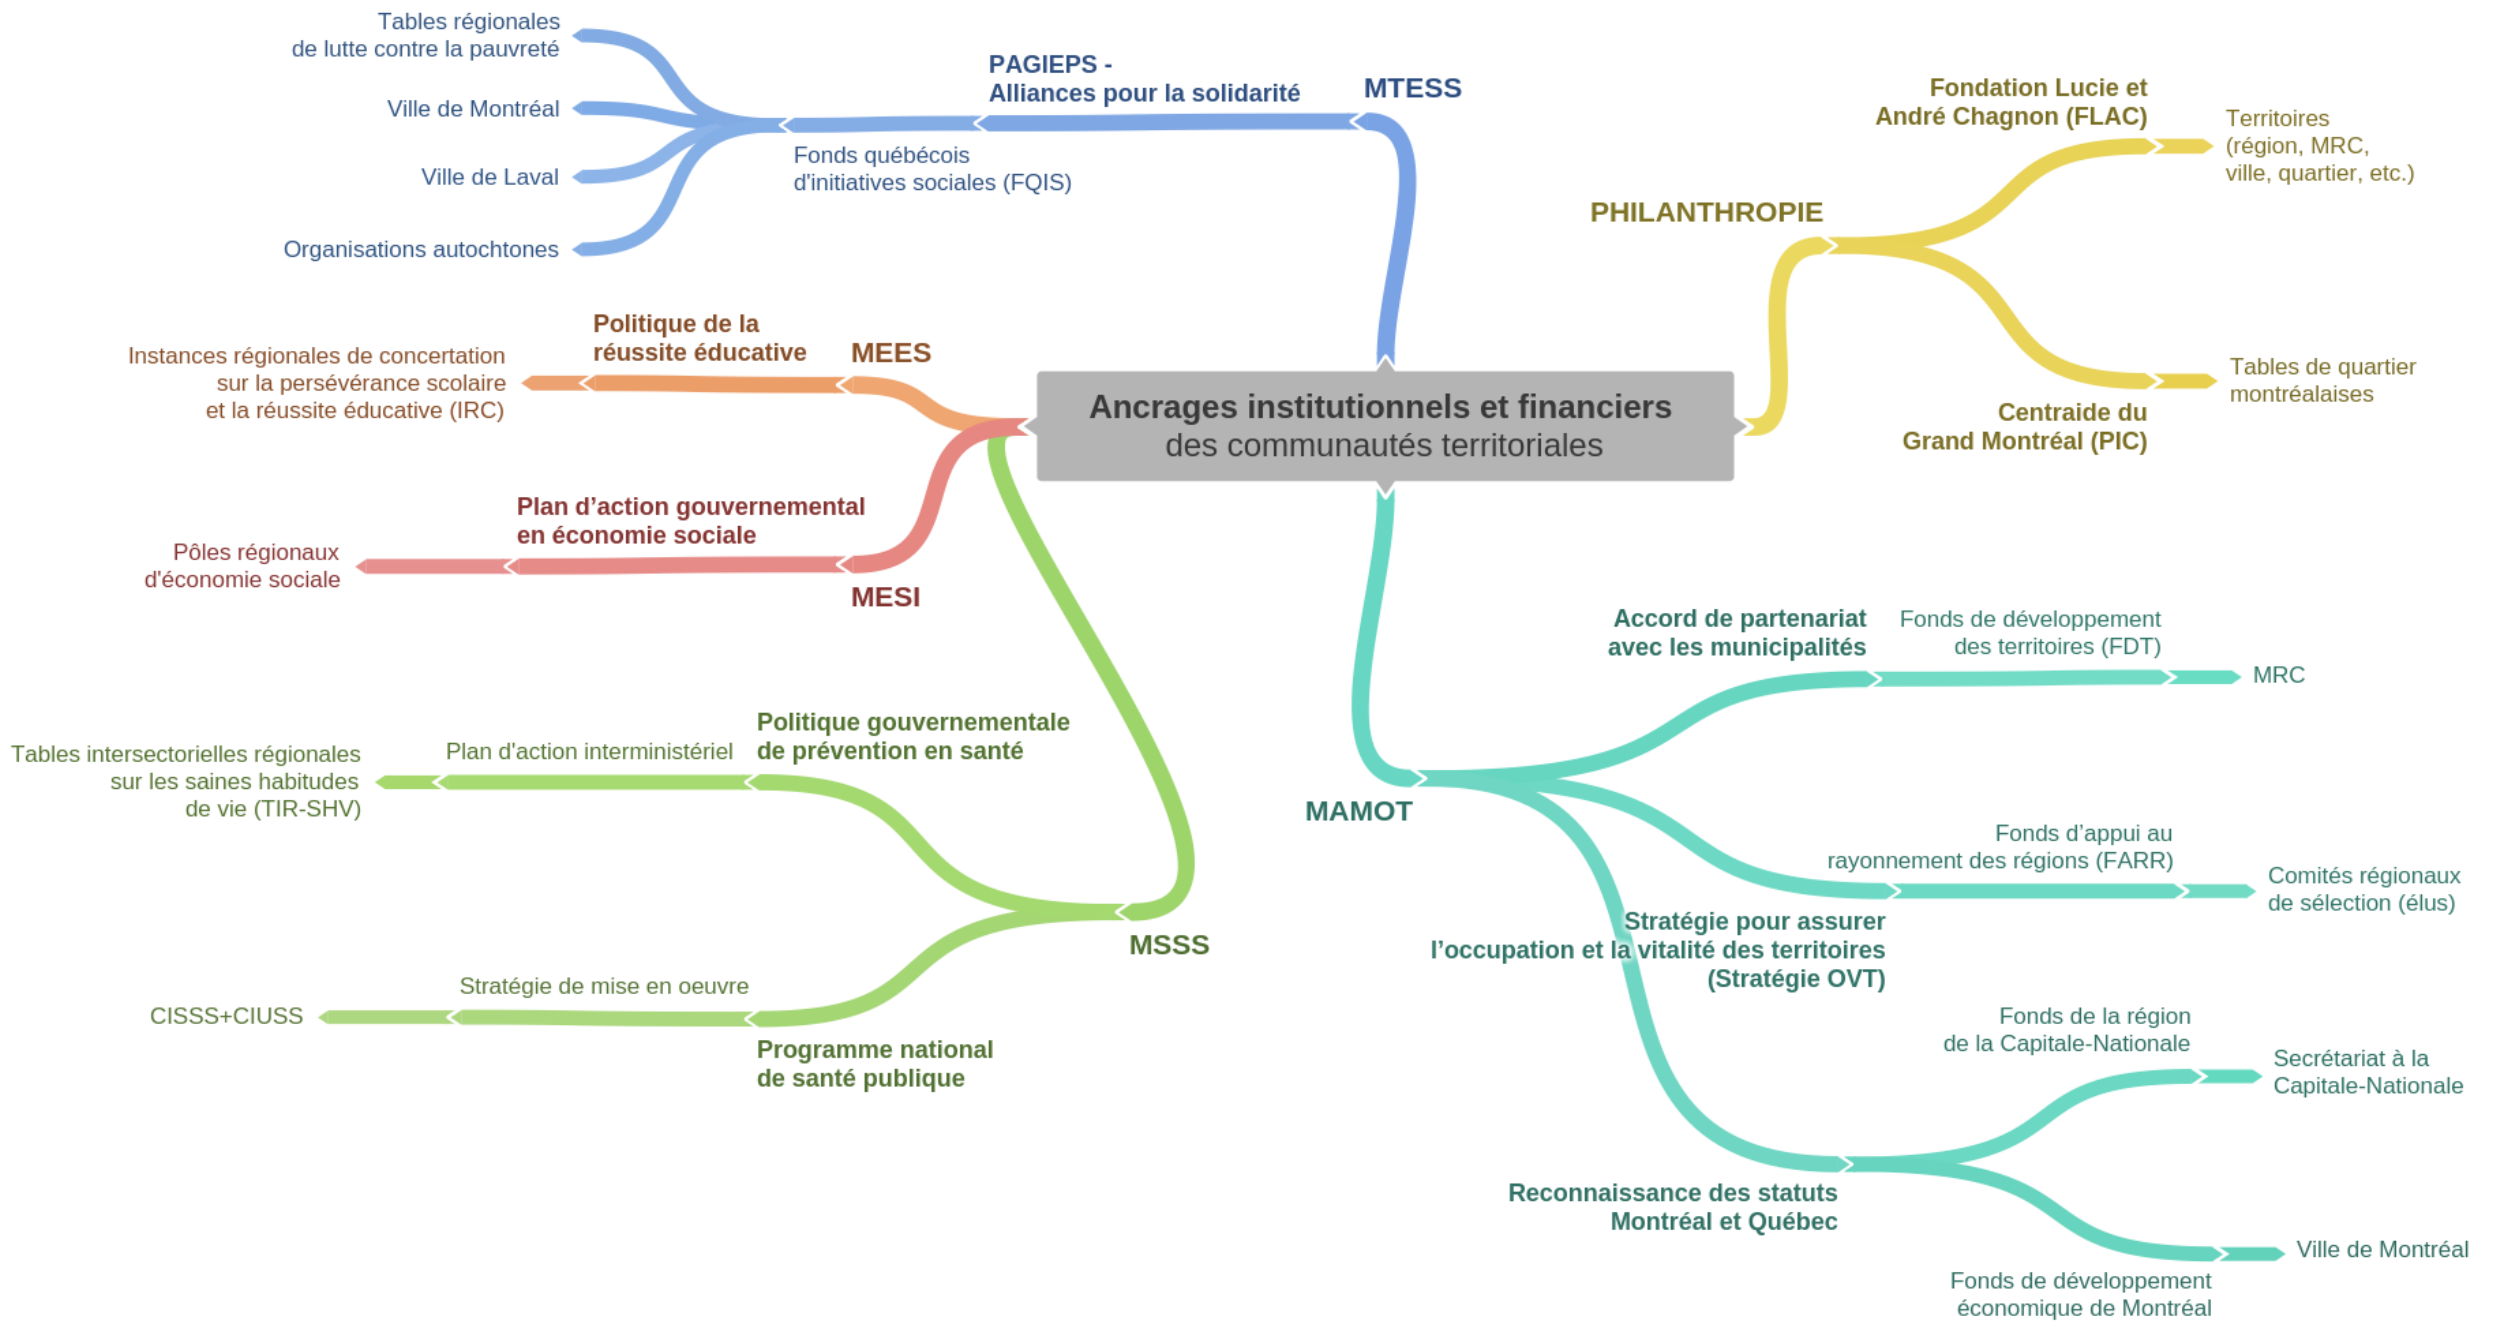 Ancrages institutionnels et financiers
des communautés territoriales
MTESS
PAGIEPS -
Alliances pour la solidarité
Fonds québécois
d'initiatives sociales (FQIS)
Tables régionales
de lutte contre la pauvreté
Ville de Montréal
Ville de Laval
Organisations autochtones
MEES
Politique de la
réussite éducative
Instances régionales de concertation
sur la persévérance scolaire
et la réussite éducative (IRC)
MESI
Plan d’action gouvernemental
en économie sociale
Pôles régionaux
d'économie sociale
MSSS
Politique gouvernementale
de prévention en santé
Plan d'action interministériel
Tables intersectorielles régionales
sur les saines habitudes
de vie (TIR-SHV)
Programme national
de santé publique
Stratégie de mise en oeuvre
CISSS+CIUSS
PHILANTHROPIE
Fondation Lucie et
André Chagnon (FLAC)
Territoires
(région, MRC,
ville, quartier, etc.)
Centraide du
Grand Montréal (PIC)
Tables de quartier
montréalaises
MAMOT
Accord de partenariat
avec les municipalités
Fonds de développement
des territoires (FDT)
MRC
Stratégie pour assurer
l’occupation et la vitalité des territoires
(Stratégie OVT)
Fonds d’appui au
rayonnement des régions (FARR)
Comités régionaux
de sélection (élus)
Reconnaissance des statuts
Montréal et Québec
Fonds de la région
de la Capitale-Nationale
Secrétariat à la
Capitale-Nationale
Fonds de développement
économique de Montréal
Ville de Montréal